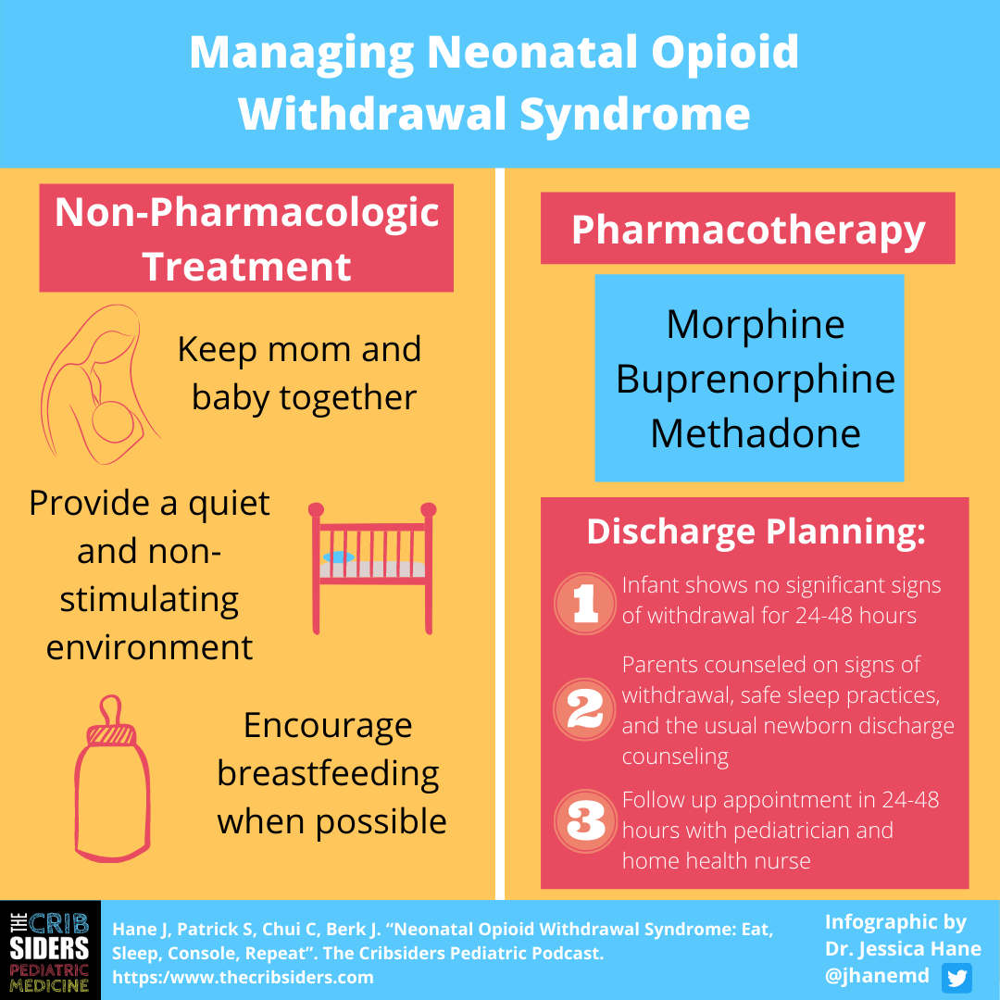 Managing Neonatal Opioid
Withdrawal Syndrome
Non-Pharmacologic
Treatment
Keep mom and
baby together
Provide a quiet
and non-
stimulating
environment
Encourage
breastfeeding
when possible
Pharmacotherapy
Morphine
Buprenorphine
Methadone
Discharge Planning:
1
Infant shows no significant signs
of withdrawal for 24-48 hours
2
Parents counseled on signs of
withdrawal, safe sleep practices,
and the usual newborn discharge
counseling
3
Follow up appointment in 24-48
hours with pediatrician and
home health nurse
THE
CRIB
SIDERS
PEDIATRIC
MEDICINE
Hane J, Patrick S, Chui C, Berk J. “Neonatal Opioid Withdrawal Syndrome: Eat,
Sleep, Console, Repeat”. The Cribsiders Pediatric Podcast.
https:/www.thecribsiders.com
Infographic by
Dr. Jessica Hane
@jhanemd